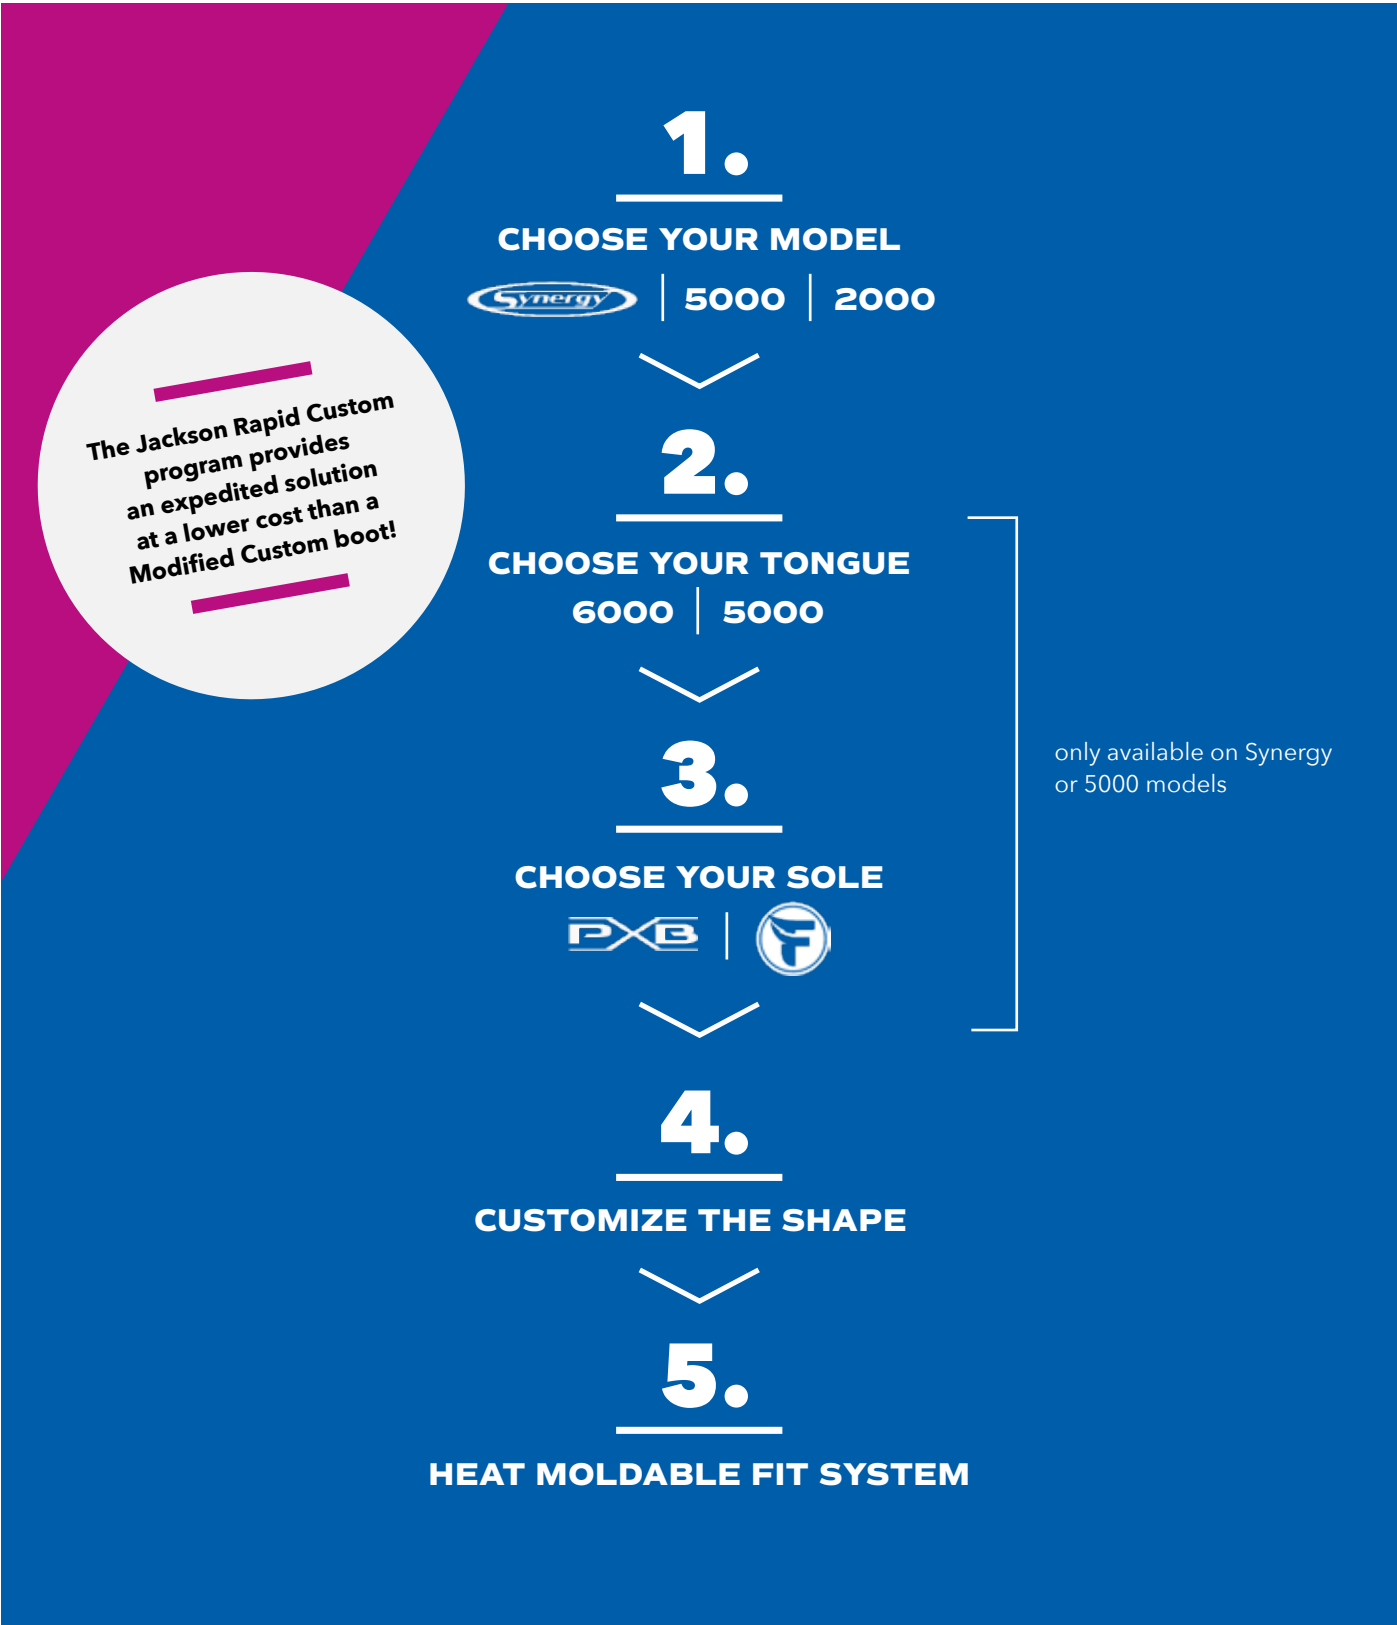 1.
CHOOSE YOUR MODEL
Synergy | 5000 | 2000
The Jackson Rapid Custom
program provides
an expedited solution
at a lower cost than a
Modified Custom boot!
2.
CHOOSE YOUR TONGUE
6000 | 5000
3.
CHOOSE YOUR SOLE
PXB | F
only available on Synergy
or 5000 models
4.
CUSTOMIZE THE SHAPE
5.
HEAT MOLDABLE FIT SYSTEM